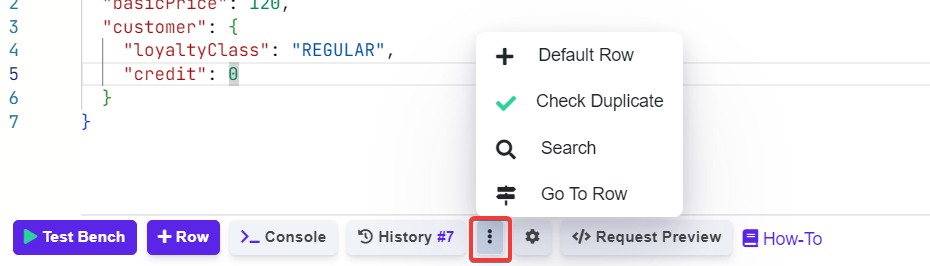 2 "basicPrice": 120,
3 "customer": {
4 "loyaltyClass": "REGULAR",
5 "credit": 0
6 }
7 }
Default Row
Check Duplicate
Search
Go To Row
Test Bench Row Console History #7 Request Preview How-To